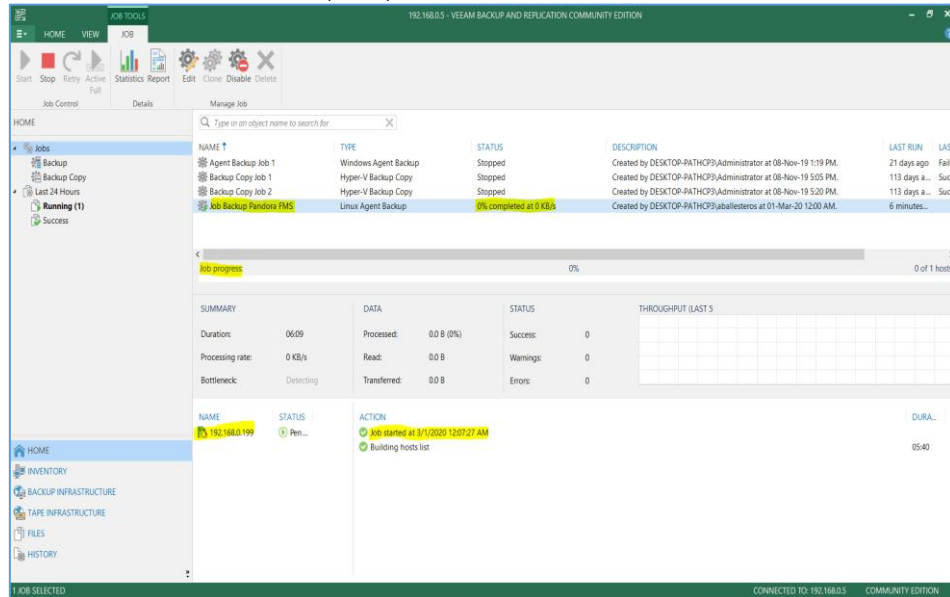 JOB TOOLS
192.168.0.5 - VEEAM BACKUP AND REPLICATION COMMUNITY EDITION
HOME VIEW JOB
Start Stop Retry Active Full Statistics Report Edit Clone Disable Delete
Job Control Details Manage Job
HOME
Type in an object name to search for
Jobs
Backup
Backup Copy
Last 24 Hours
Running (1)
Success
NAME TYPE STATUS DESCRIPTION LAST RUN LAS
Agent Backup Job 1 Windows Agent Backup Stopped Created by DESKTOP-PATHCP3\Administrator at 08-Nov-19 1:19 PM. 21 days ago Fail
Backup Copy Job 1 Hyper-V Backup Copy Stopped Created by DESKTOP-PATHCP3\Administrator at 08-Nov-19 5:05 PM. 113 days a... Suc
Backup Copy Job 2 Hyper-V Backup Copy Stopped Created by DESKTOP-PATHCP3\Administrator at 08-Nov-19 5:20 PM. 113 days a... Suc
Job Backup Pandora FMS Linux Agent Backup 0% completed at 0 KB/s Created by DESKTOP-PATHCP3\aballesteros at 01-Mar-20 12:00 AM. 6 minutes...
Job progress: 0% 0 of 1 hosts
SUMMARY DATA STATUS THROUGHPUT (LAST 5
Duration: 06:09 Processed: 0.0 B (0%) Success: 0
Processing rate: 0 KB/s Read: 0.0 B Warnings: 0
Bottleneck: Detecting Transferred: 0.0 B Errors: 0
NAME STATUS ACTION DURA...
192.168.0.199 Pen... Job started at 3/1/2020 12:07:27 AM
Building hosts list 05:40
HOME
INVENTORY
BACKUP INFRASTRUCTURE
TAPE INFRASTRUCTURE
FILES
HISTORY
1 JOB SELECTED CONNECTED TO: 192.168.0.5 COMMUNITY EDITION